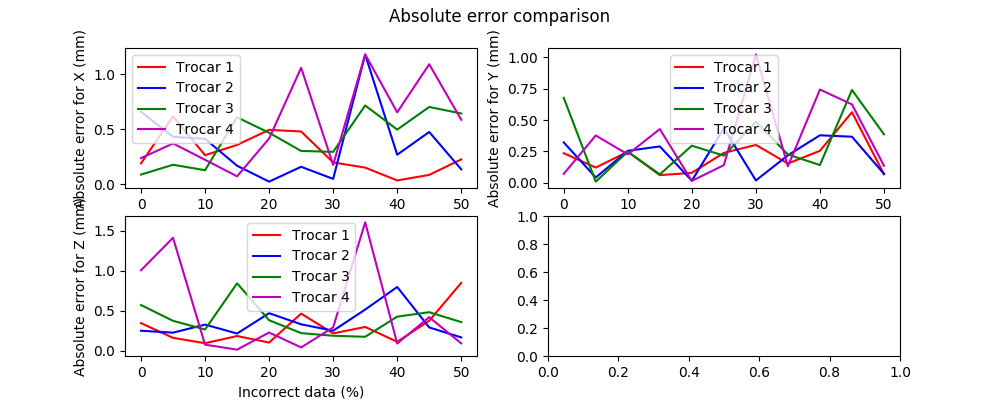 Absolute error comparison
Absolute error for X (mm)
1.0
0.5
0.0
Trocar 1
Trocar 2
Trocar 3
Trocar 4
0 10 20 30 40 50
Absolute error for Y (mm)
1.00
0.75
0.50
0.25
0.00
Trocar 1
Trocar 2
Trocar 3
Trocar 4
0 10 20 30 40 50
Absolute error for Z (mm)
1.5
1.0
0.5
0.0
Trocar 1
Trocar 2
Trocar 3
Trocar 4
0 10 20 30 40 50
Incorrect data (%)
1.0
0.8
0.6
0.4
0.2
0.0
0.0 0.2 0.4 0.6 0.8 1.0